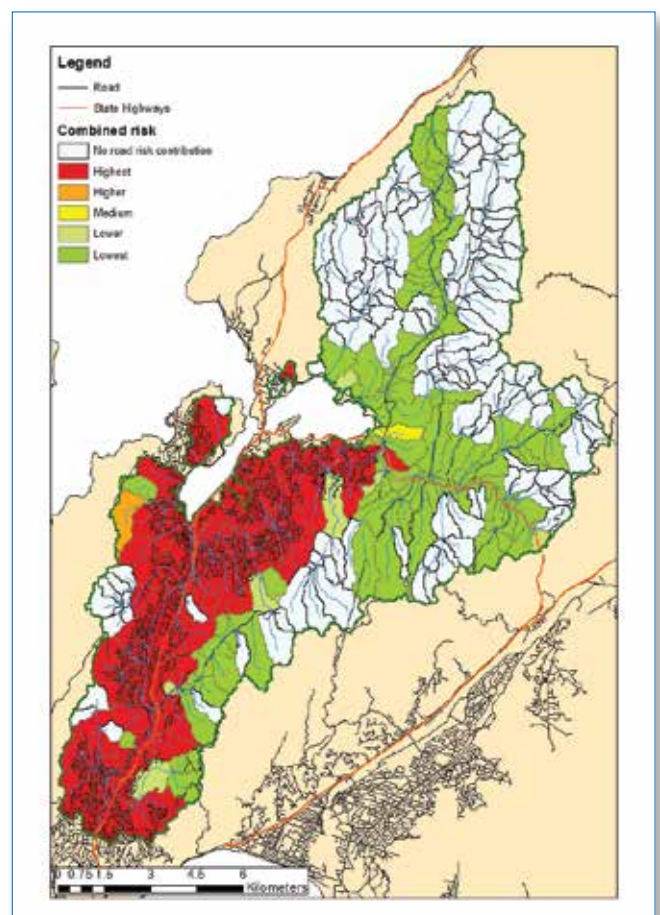 Legend
Road
State Highways
Combined risk
No road risk contribution
Highest
Higher
Medium
Lower
Lowest
0 0.75 1.5 3 4.5 6
Kilometers